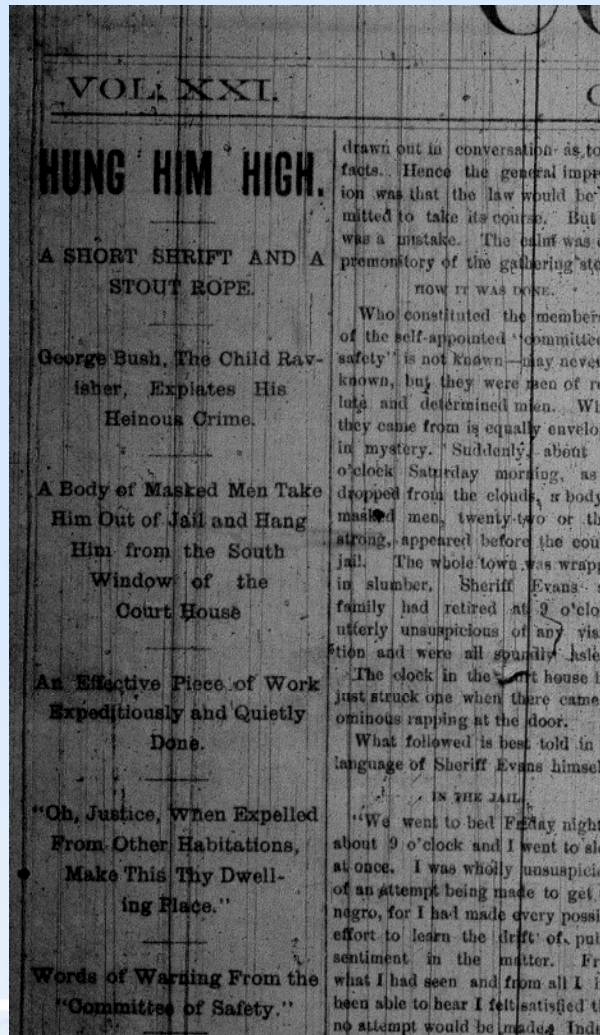 VOL. XXI.
HUNG HIM HIGH.
A SHORT SHRIFT AND A
STOUT ROPE.
George Bush, The Child Rav-
isher, Expiates His
Heinous Crime.
A Body of Masked Men Take
Him Out of Jail and Hang
Him from the South
Window of the
Court House
An Effective Piece of Work
Expeditiously and Quietly
Done.
"Oh, Justice, When Expelled
From Other Habitations,
Make This Thy Dwell-
ing Place."
Words of Warning From the
"Committee of Safety."
drawn out in conversation as to
facts. Hence the general impr
ion was that the law would be
mitted to take its course. But
was a mistake. The calm was
premonitory of the gathering sto
HOW IT WAS DONE.
Who constituted the members
of the self-appointed "committee
safety" is not known—may never
known, but they were men of re
lute and determined men. Wh
they came from is equally envelo
in mystery. Suddenly, about
o'clock Saturday morning, as
dropped from the clouds, a body
masked men, twenty-two or th
strong, appeared before the cou
jail. The whole town was wrapp
in slumber. Sheriff Evans
family had retired at 9 o'clo
utterly unsuspicious of any vis
tion and were all soundly asle
The clock in the house
just struck one when there came
ominous rapping at the door.
What followed is best told in
language of Sheriff Evans himse
IN THE JAIL
"We went to bed Friday night
about 9 o'clock and I went to sle
at once. I was wholly unsuspicio
of an attempt being made to get
negro, for I had made every possi
effort to learn the drift of pub
sentiment in the matter. Fr
what I had seen and from all I
been able to hear I felt satisfied th
no attempt would be made. Ind